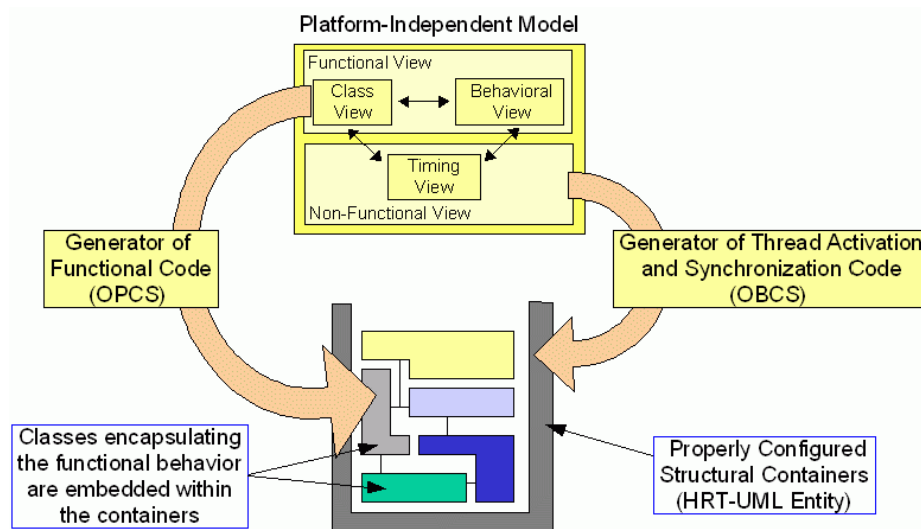 Platform-Independent Model
Functional View
Class
View
Behavioral
View
Timing
View
Non-Functional View
Generator of
Functional Code
(OPCS)
Generator of Thread Activation
and Synchronization Code
(OBCS)
Classes encapsulating
the functional behavior
are embedded within
the containers
Properly Configured
Structural Containers
(HRT-UML Entity)